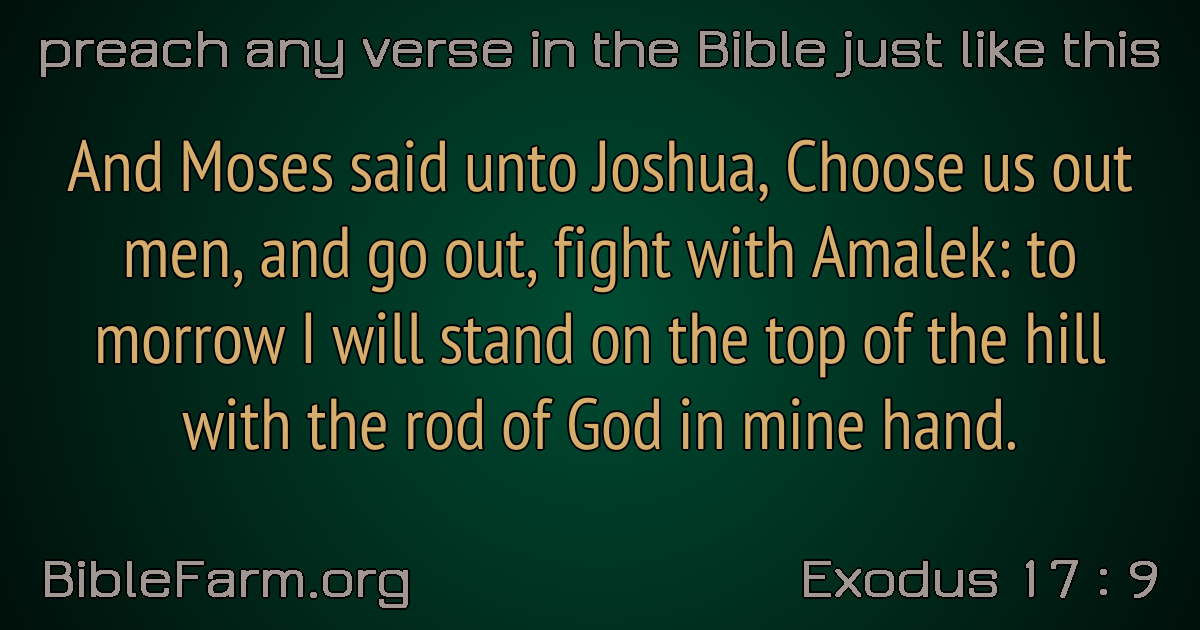 preach any verse in the Bible just like this
And Moses said unto Joshua, Choose us out
men, and go out, fight with Amalek: to
morrow I will stand on the top of the hill
with the rod of God in mine hand.
BibleFarm.org
Exodus 17 : 9